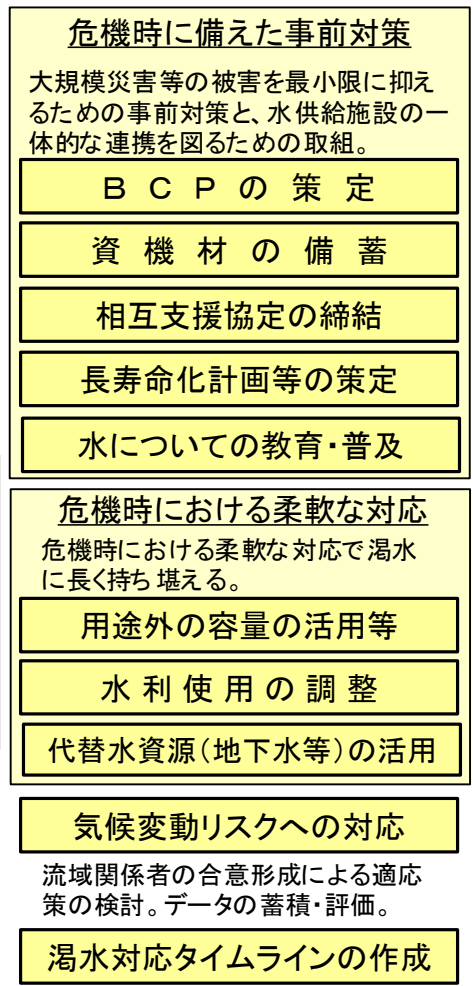 危機時に備えた事前対策
大規模災害等の被害を最小限に抑え
るための事前対策と、水供給施設の一
体的な連携を図るための取組。
ＢＣＰの策定
資機材の備蓄
相互支援協定の締結
長寿命化計画等の策定
水についての教育・普及
危機時における柔軟な対応
危機時における柔軟な対応で渇水
に長く持ち堪える。
用途外の容量の活用等
水利使用の調整
代替水資源（地下水等）の活用
気候変動リスクへの対応
流域関係者の合意形成による適応
策の検討。データの蓄積・評価。
渇水対応タイムラインの作成